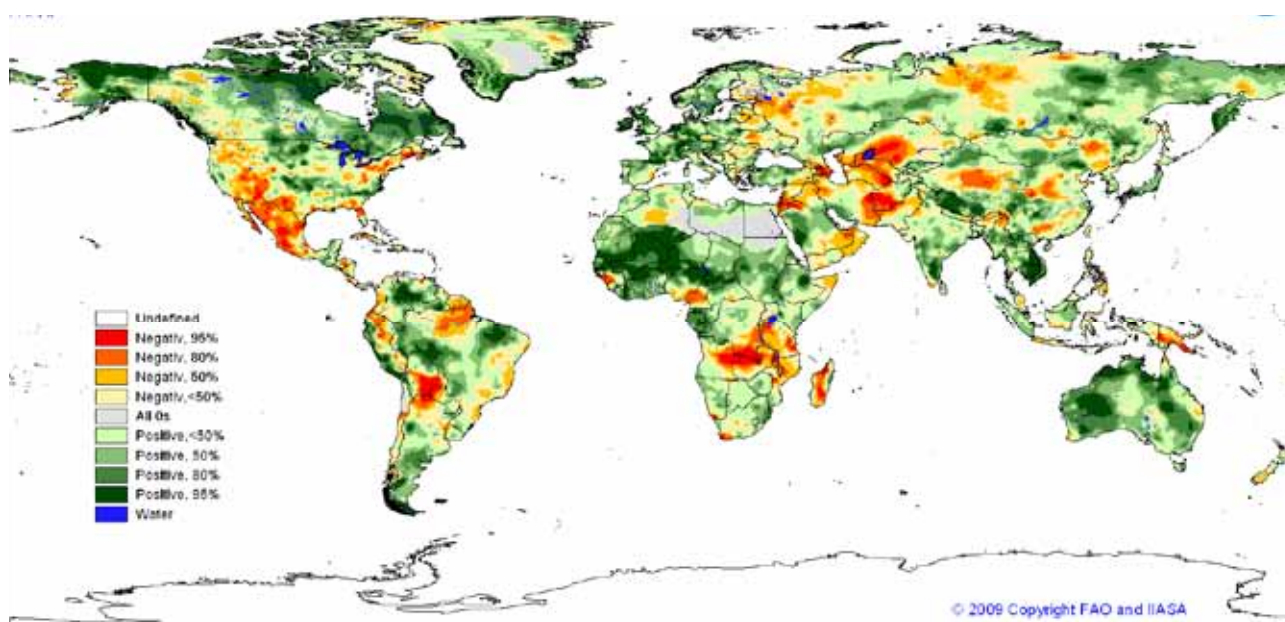 Undefined
Negativ, 95%
Negativ, 80%
Negativ, 50%
Negativ,<50%
All 0s
Positive,<50%
Positive, 50%
Positive, 80%
Positive, 95%
Water
© 2009 Copyright FAO and IIASA